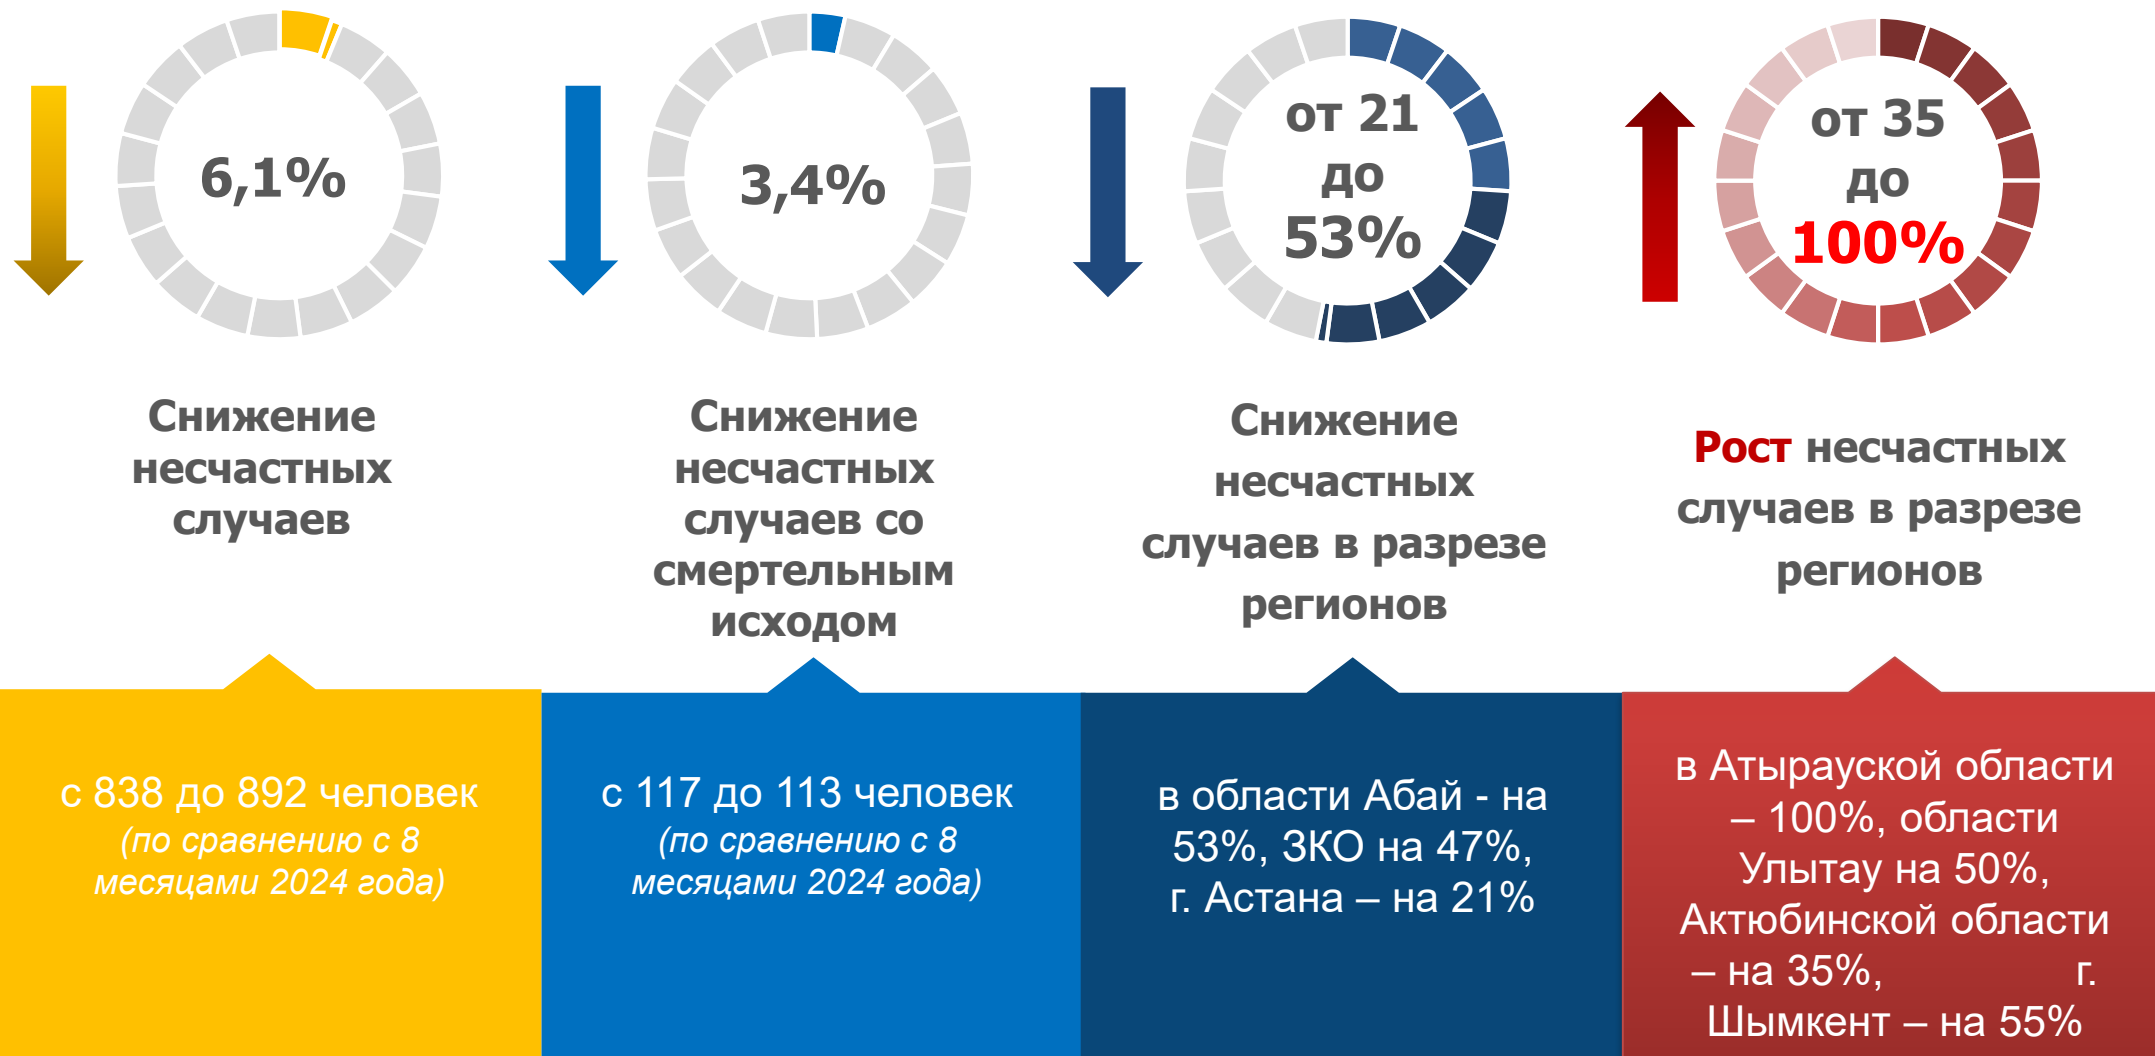 6,1%
Снижение
несчастных
случаев
с 838 до 892 человек
(по сравнению с 8
месяцами 2024 года)
3,4%
Снижение
несчастных
случаев со
смертельным
исходом
с 117 до 113 человек
(по сравнению с 8
месяцами 2024 года)
от 21
до
53%
Снижение
несчастных
случаев в разрезе
регионов
в области Абай - на
53%, ЗКО на 47%,
г. Астана – на 21%
от 35
до
100%
Рост несчастных
случаев в разрезе
регионов
в Атырауской области
– 100%, области
Улытау на 50%,
Актюбинской области
– на 35%, г.
Шымкент – на 55%